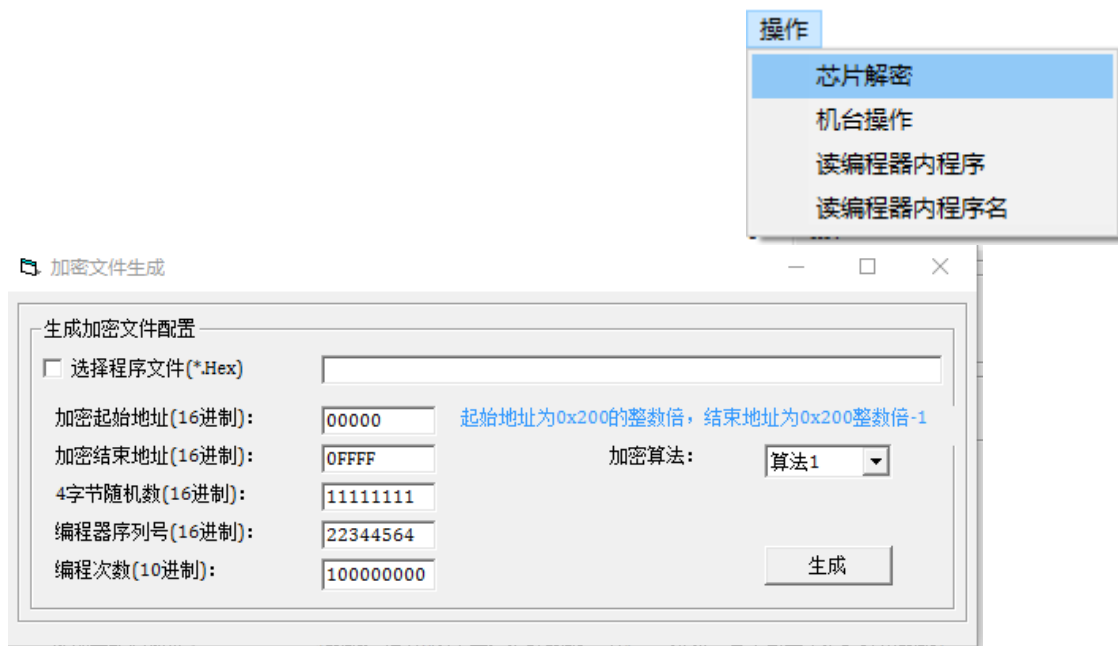 操作
芯片解密
机台操作
读编程器内程序
读编程器内程序名
加密文件生成
生成加密文件配置
选择程序文件(*.Hex)
加密起始地址(16进制): 00000 起始地址为0x200的整数倍，结束地址为0x200整数倍-1
加密结束地址(16进制): 0FFFF 加密算法: 算法1
4字节随机数(16进制): 11111111
编程器序列号(16进制): 22344564
编程次数(10进制): 100000000 生成